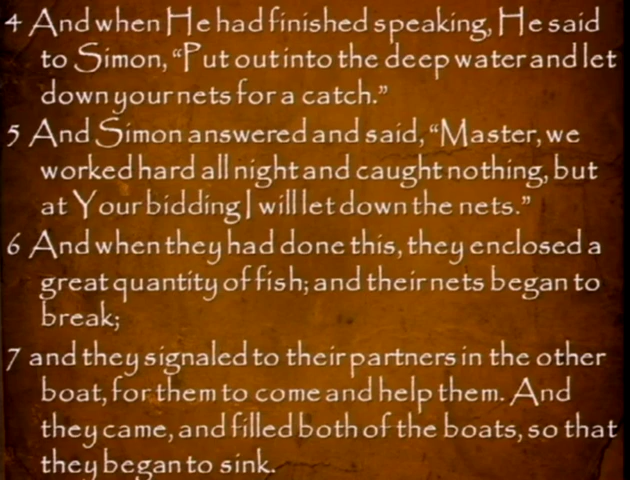 4 And when He had finished speaking, He said
to Simon, “Put out into the deep water and let
down your nets for a catch.”
5 And Simon answered and said, “Master, we
worked hard all night and caught nothing, but
at Your bidding I will let down the nets.”
6 And when they had done this, they enclosed a
great quantity of fish; and their nets began to
break;
7 and they signaled to their partners in the other
boat, for them to come and help them. And
they came, and filled both of the boats, so that
they began to sink.